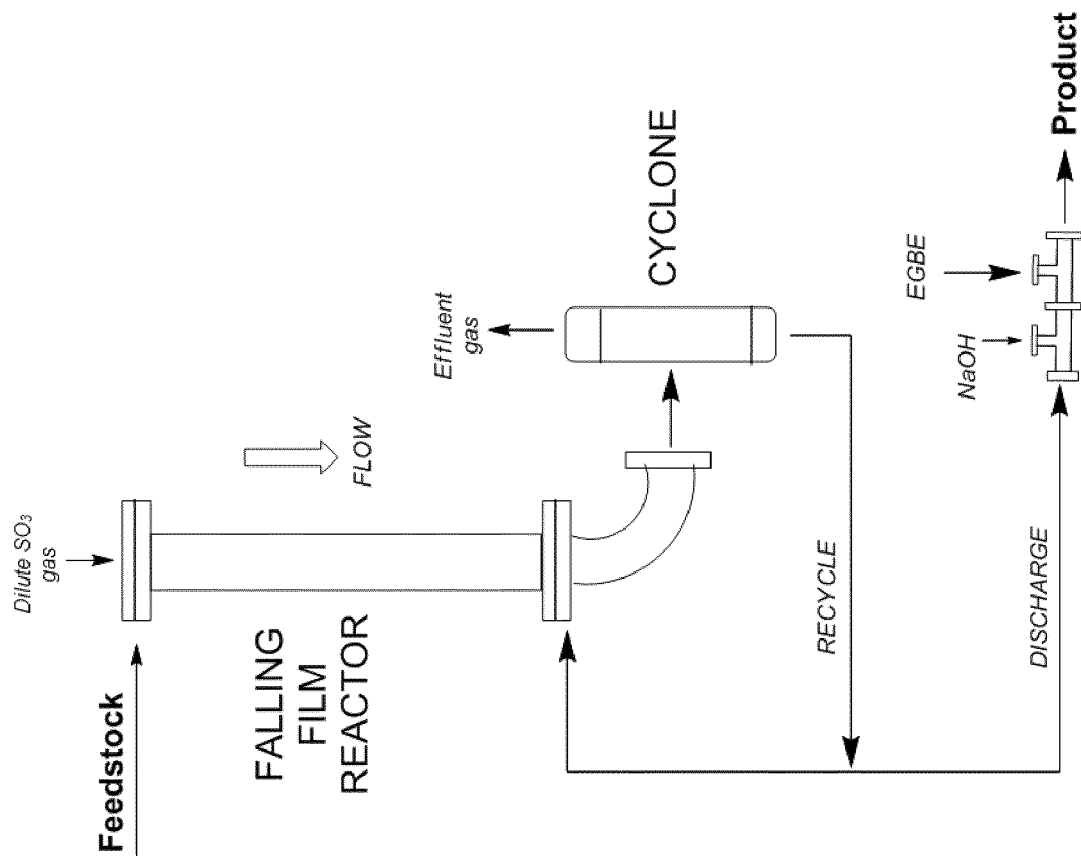 Dilute SO₃
gas
Feedstock
FLOW
FALLING
FILM
REACTOR
Effluent
gas
CYCLONE
RECYCLE
NaOH
EGBE
DISCHARGE
Product